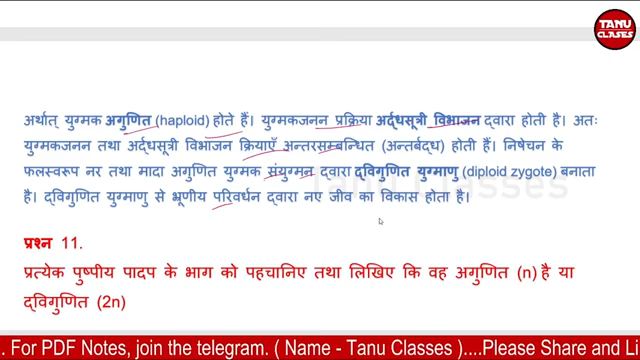 TANU
CLASES
अर्थात् युग्मक अगुणित (haploid) होते हैं। युग्मकजनन प्रक्रिया अर्द्धसूत्री विभाजन द्वारा होती है। अतः
युग्मकजनन तथा अर्द्धसूत्री विभाजन क्रियाएँ अन्तरसम्बन्धित (अन्तर्बद्ध) होती हैं। निषेचन के
फलस्वरूप नर तथा मादा अगुणित युग्मक संयुग्मन द्वारा द्विगुणित युग्माणु (diploid zygote) बनाता
है। द्विगुणित युग्माणु से भ्रूणीय परिवर्धन द्वारा नए जीव का विकास होता है।
Tanu Classes
प्रश्न 11.
प्रत्येक पुष्पीय पादप के भाग को पहचानिए तथा लिखिए कि वह अगुणित (n) है या
द्विगुणित (2n)
. For PDF Notes, join the telegram. ( Name - Tanu Classes )....Please Share and Li